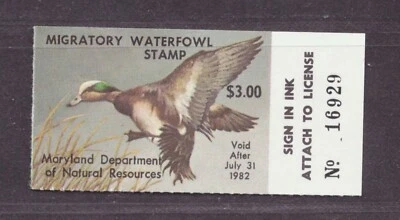 MIGRATORY WATERFOWL
STAMP
$3.00
Void
After
July 31
1982
Maryland Department
of Natural Resources
SIGN IN INK
ATTACH TO LICENSE
No 16929